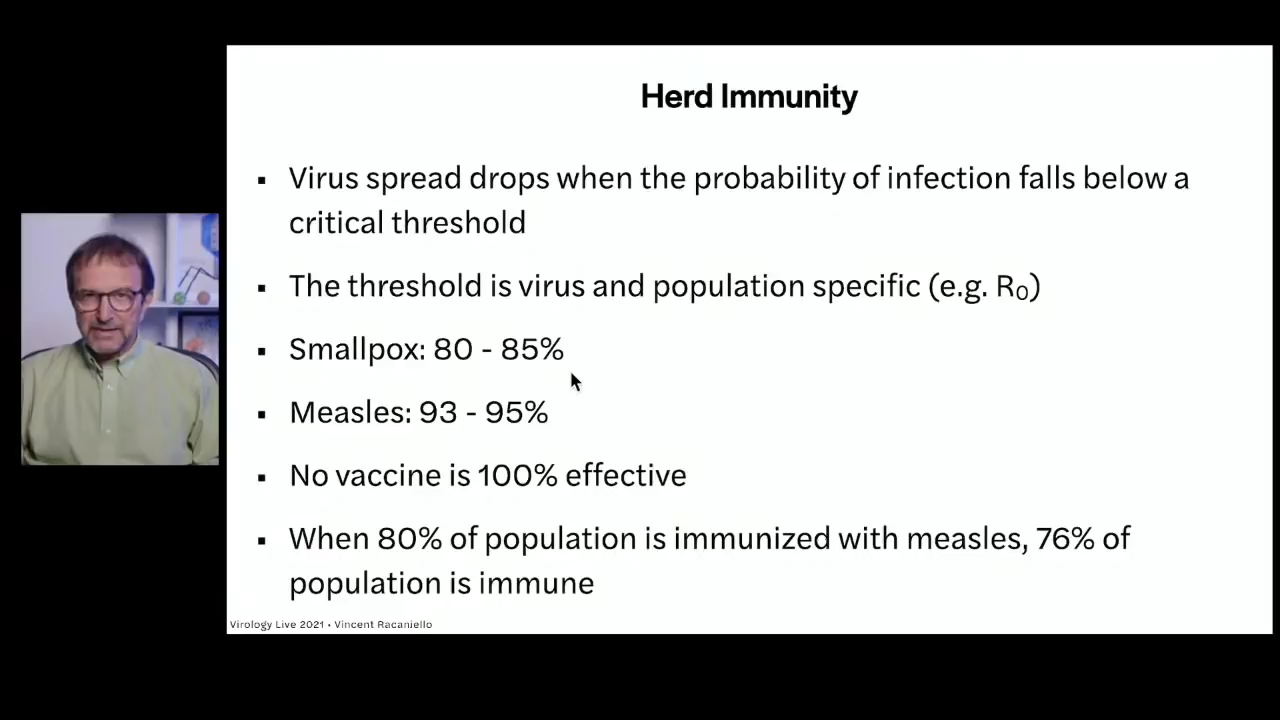 Herd Immunity
▪ Virus spread drops when the probability of infection falls below a
critical threshold
▪ The threshold is virus and population specific (e.g. R₀)
▪ Smallpox: 80 - 85%
▪ Measles: 93 - 95%
▪ No vaccine is 100% effective
▪ When 80% of population is immunized with measles, 76% of
population is immune
Virology Live 2021 • Vincent Racaniello